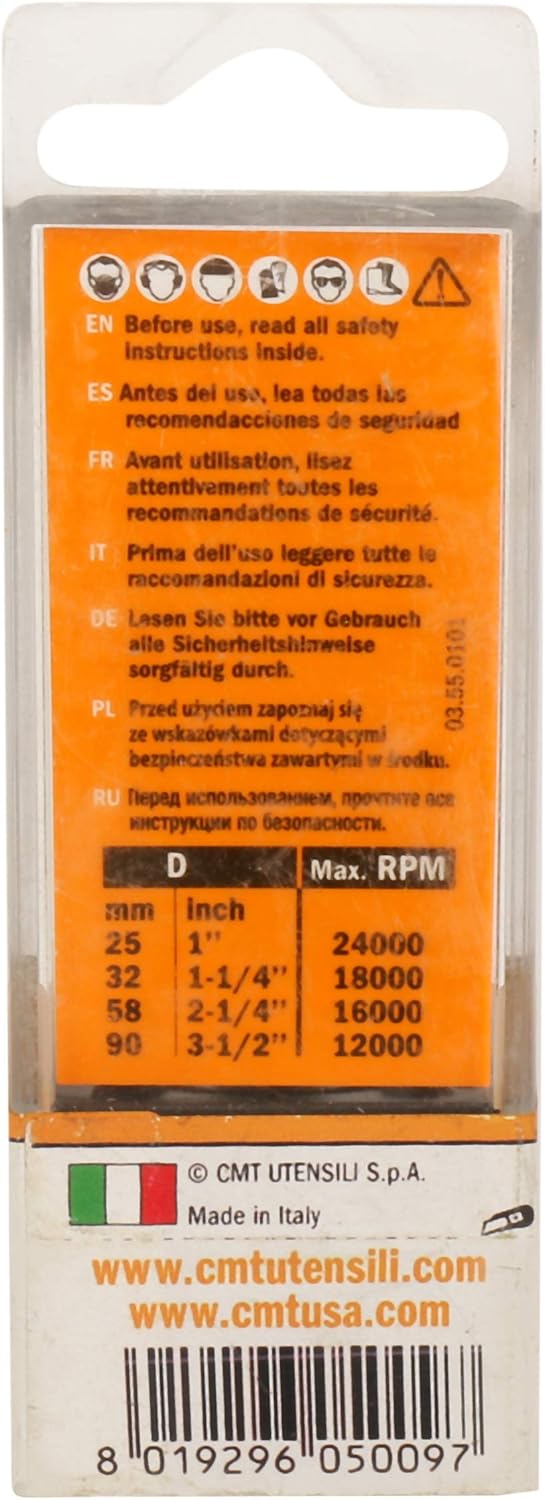 EN Before use, read all safety
instructions inside.
ES Antes del uso, lea todas las
recomendacciones de seguridad
FR Avant utilisation, lisez
attentivement toutes les
recommandations de sécurité.
IT Prima dell'uso leggere tutte le
raccomandazioni di sicurezza.
DE Lesen Sie bitte vor Gebrauch
alle Sicherheitshinweise
sorgfältig durch.
PL Przed użyciem zapoznaj się
ze wskazówkami dotyczącymi
bezpieczeństwa zawartymi w środku.
RU Перед использованием, прочтите все
инструкции по безопасности.
03.55.0101
D Max. RPM
mm inch
25 1" 24000
32 1-1/4" 18000
58 2-1/4" 16000
90 3-1/2" 12000
© CMT UTENSILI S.p.A.
Made in Italy
www.cmtutensili.com
www.cmtusa.com
8 019296 050097